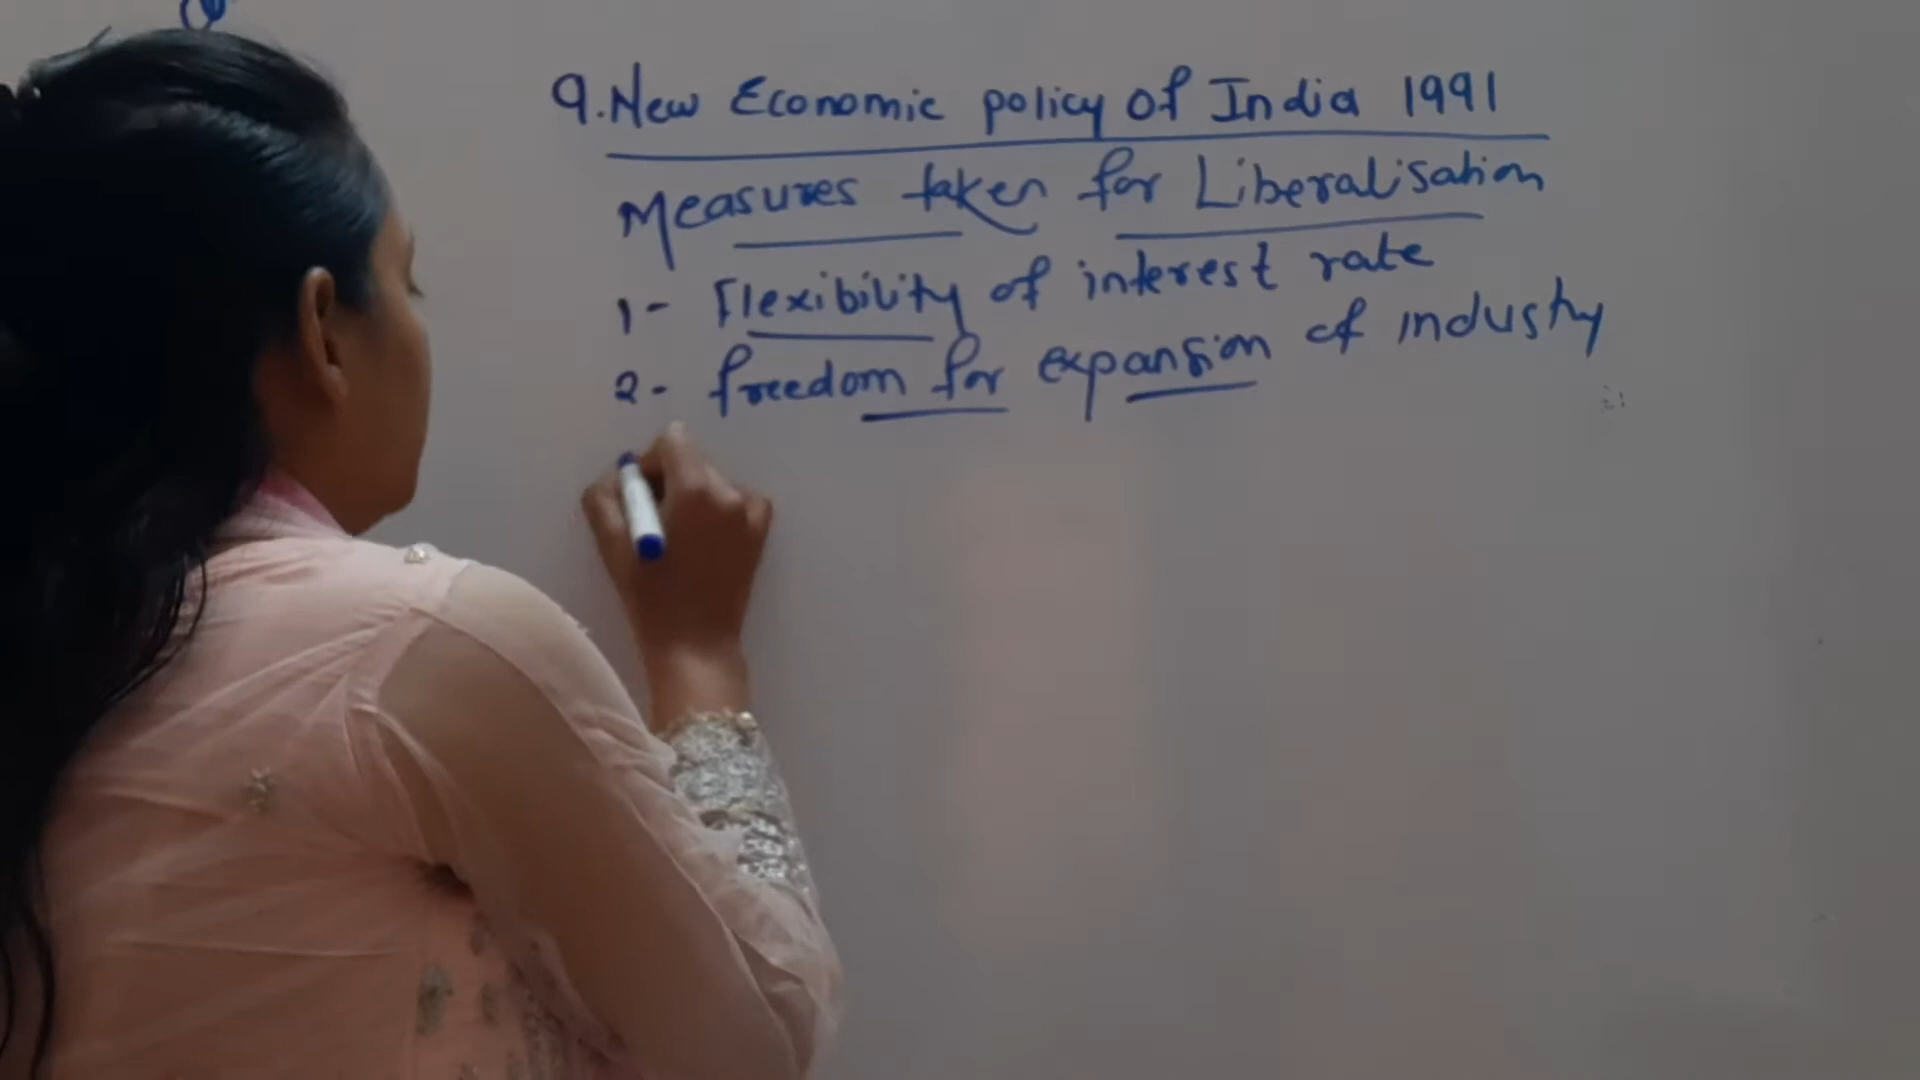 9. New Economic policy of India 1991
Measures taken for Liberalisation
1- Flexibility of interest rate
2- freedom for expansion of industry